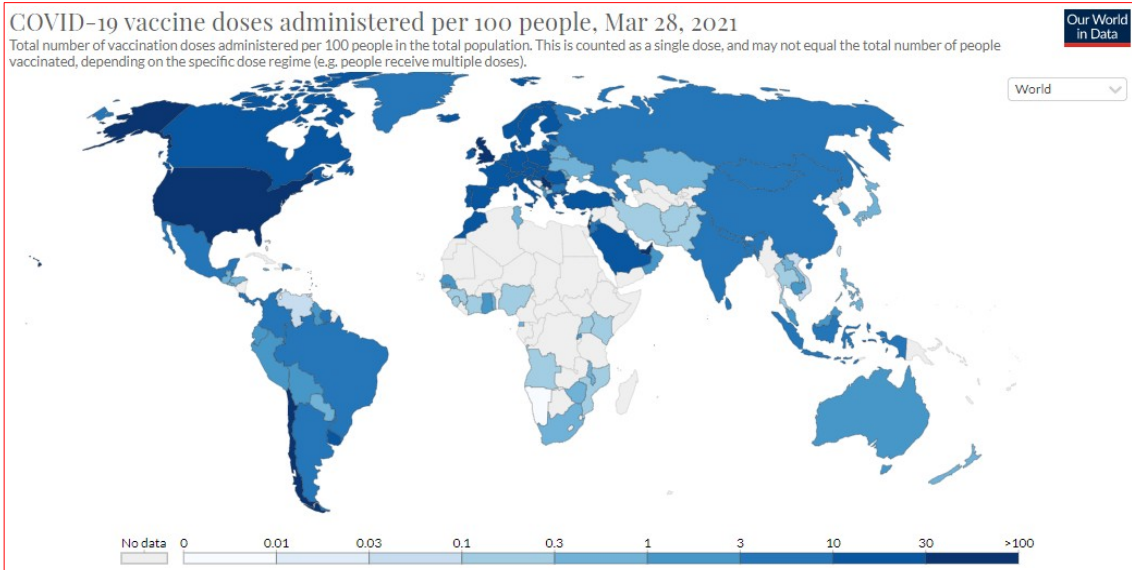 COVID-19 vaccine doses administered per 100 people, Mar 28, 2021
Total number of vaccination doses administered per 100 people in the total population. This is counted as a single dose, and may not equal the total number of people
vaccinated, depending on the specific dose regime (e.g. people receive multiple doses).
Our World
in Data
World
No data 0 0.01 0.03 0.1 0.3 1 3 10 30 >100